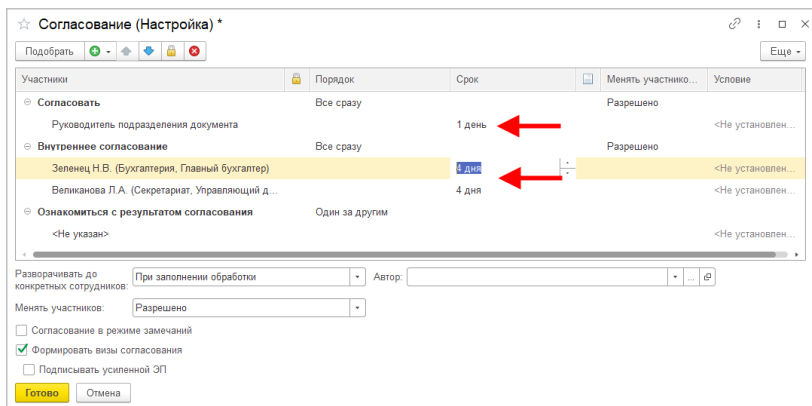 Согласование (Настройка) *
Подобрать Еще
Участники Порядок Срок Менять участнико... Условие
Согласовать Все сразу Разрешено
Руководитель подразделения документа 1 день <Не установлен...
Внутреннее согласование Все сразу Разрешено
Зеленец Н.В. (Бухгалтерия, Главный бухгалтер) 4 дня <Не установлен...
Великанова Л.А. (Секретариат, Управляющий д... 4 дня <Не установлен...
Ознакомиться с результатом согласования Один за другим
<Не указан> <Не установлен...
Разворачивать до
конкретных сотрудников: При заполнении обработки Автор:
Менять участников: Разрешено
Согласование в режиме замечаний
Формировать визы согласования
Подписывать усиленной ЭП
Готово Отмена